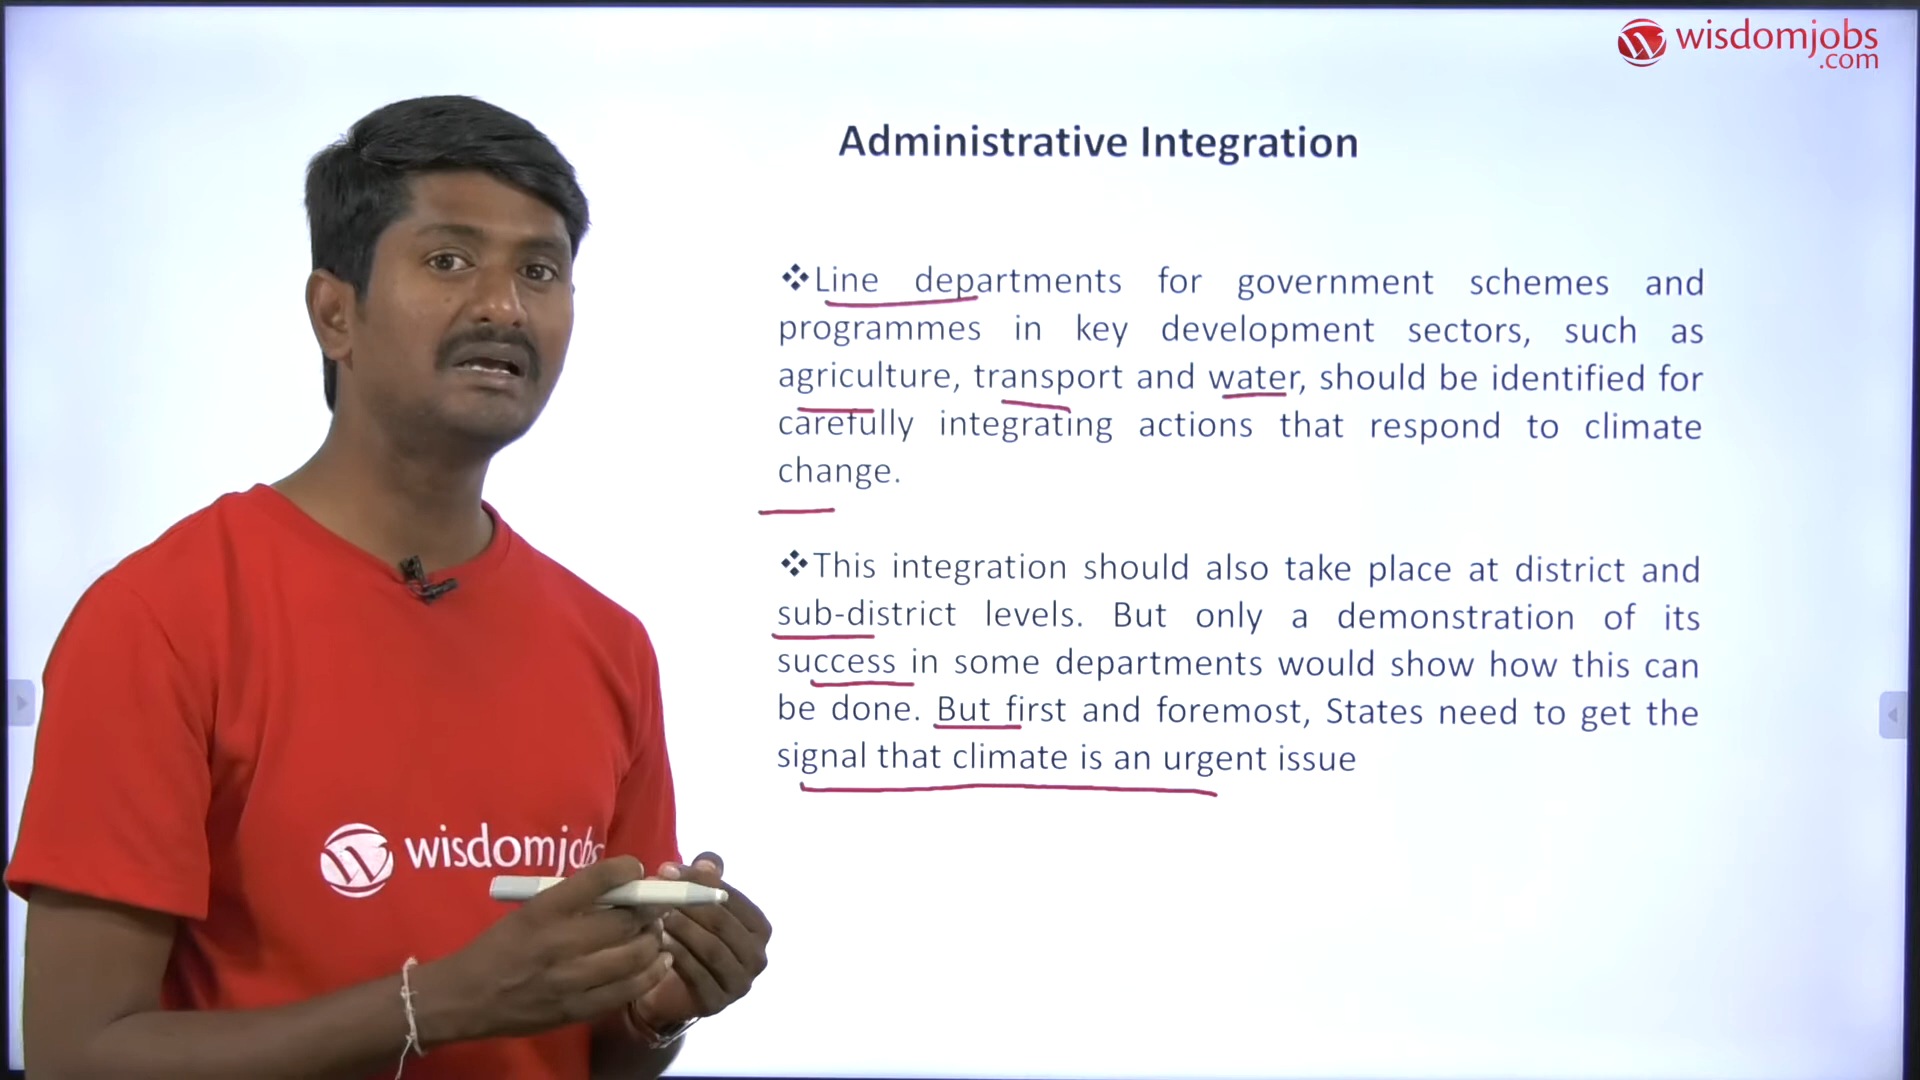 wisdomjobs
.com
Administrative Integration
❖Line departments for government schemes and
programmes in key development sectors, such as
agriculture, transport and water, should be identified for
carefully integrating actions that respond to climate
change.
❖This integration should also take place at district and
sub-district levels. But only a demonstration of its
success in some departments would show how this can
be done. But first and foremost, States need to get the
signal that climate is an urgent issue
wisdomjobs